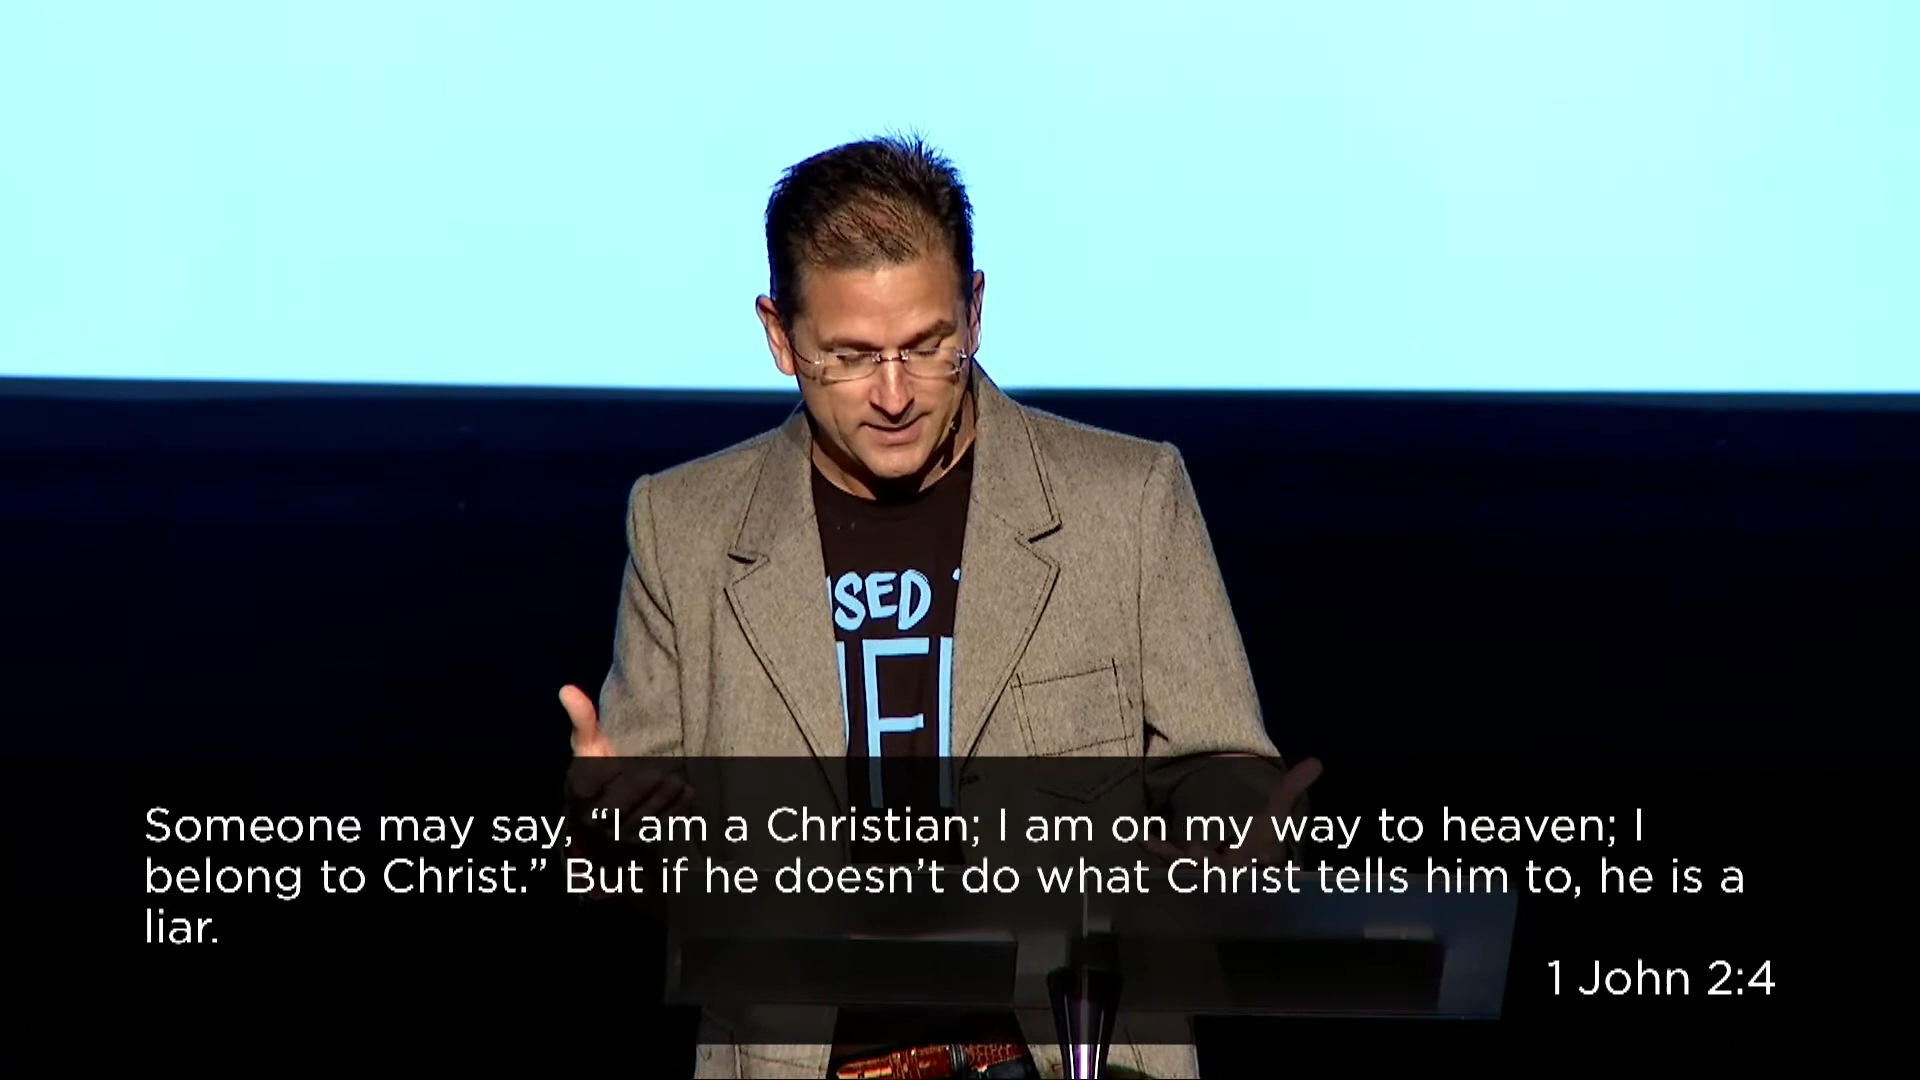 SED
Someone may say, “I am a Christian; I am on my way to heaven; I
belong to Christ.” But if he doesn’t do what Christ tells him to, he is a
liar.
1 John 2:4